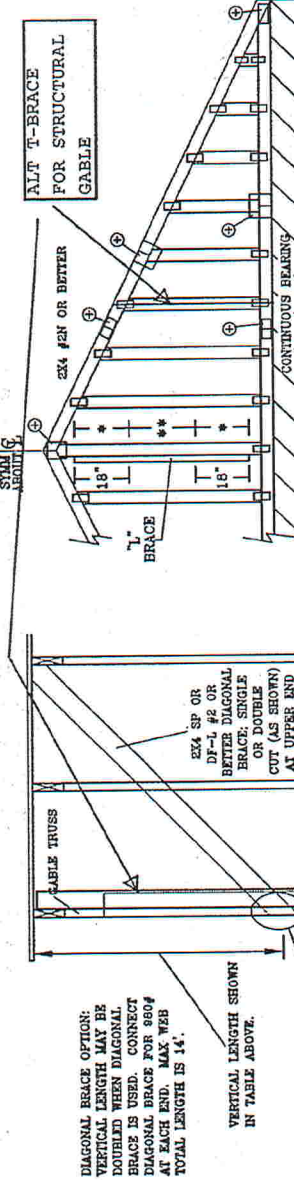 DIAGONAL BRACE OPTION:
VERTICAL LENGTH MAY BE
DOUBLED WHEN DIAGONAL
BRACE IS USED. CONNECT
DIAGONAL BRACE FOR 980#
AT EACH END. MAX WEB
TOTAL LENGTH IS 14'.
VERTICAL LENGTH SHOWN
IN TABLE ABOVE.
GABLE TRUSS
2X4 SP OR
DF-L #2 OR
BETTER DIAGONAL
BRACE; SINGLE
OR DOUBLE
CUT (AS SHOWN)
AT UPPER END
SYMM
ABOUT
"L"
BRACE
18"
18"
*
**
*
2X4 #2N OR BETTER
CONTINUOUS BEARING
ALT T-BRACE
FOR STRUCTURAL
GABLE